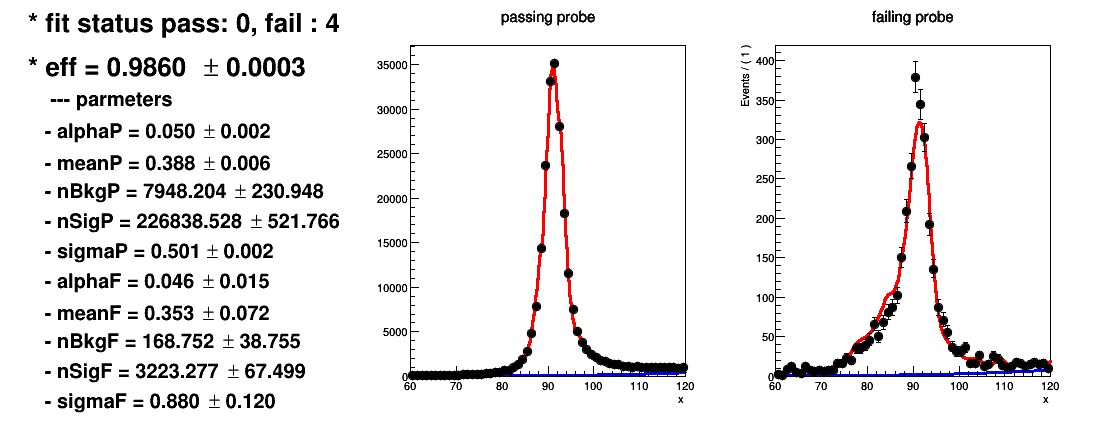 * fit status pass: 0, fail : 4
* eff = 0.9860 ± 0.0003
--- parmeters
- alphaP = 0.050 ± 0.002
- meanP = 0.388 ± 0.006
- nBkgP = 7948.204 ± 230.948
- nSigP = 226838.528 ± 521.766
- sigmaP = 0.501 ± 0.002
- alphaF = 0.046 ± 0.015
- meanF = 0.353 ± 0.072
- nBkgF = 168.752 ± 38.755
- nSigF = 3223.277 ± 67.499
- sigmaF = 0.880 ± 0.120
passing probe
35000
30000
25000
20000
15000
10000
5000
0
60 70 80 90 100 110 120
x
failing probe
Events / ( 1 )
400
350
300
250
200
150
100
50
0
60 70 80 90 100 110 120
x